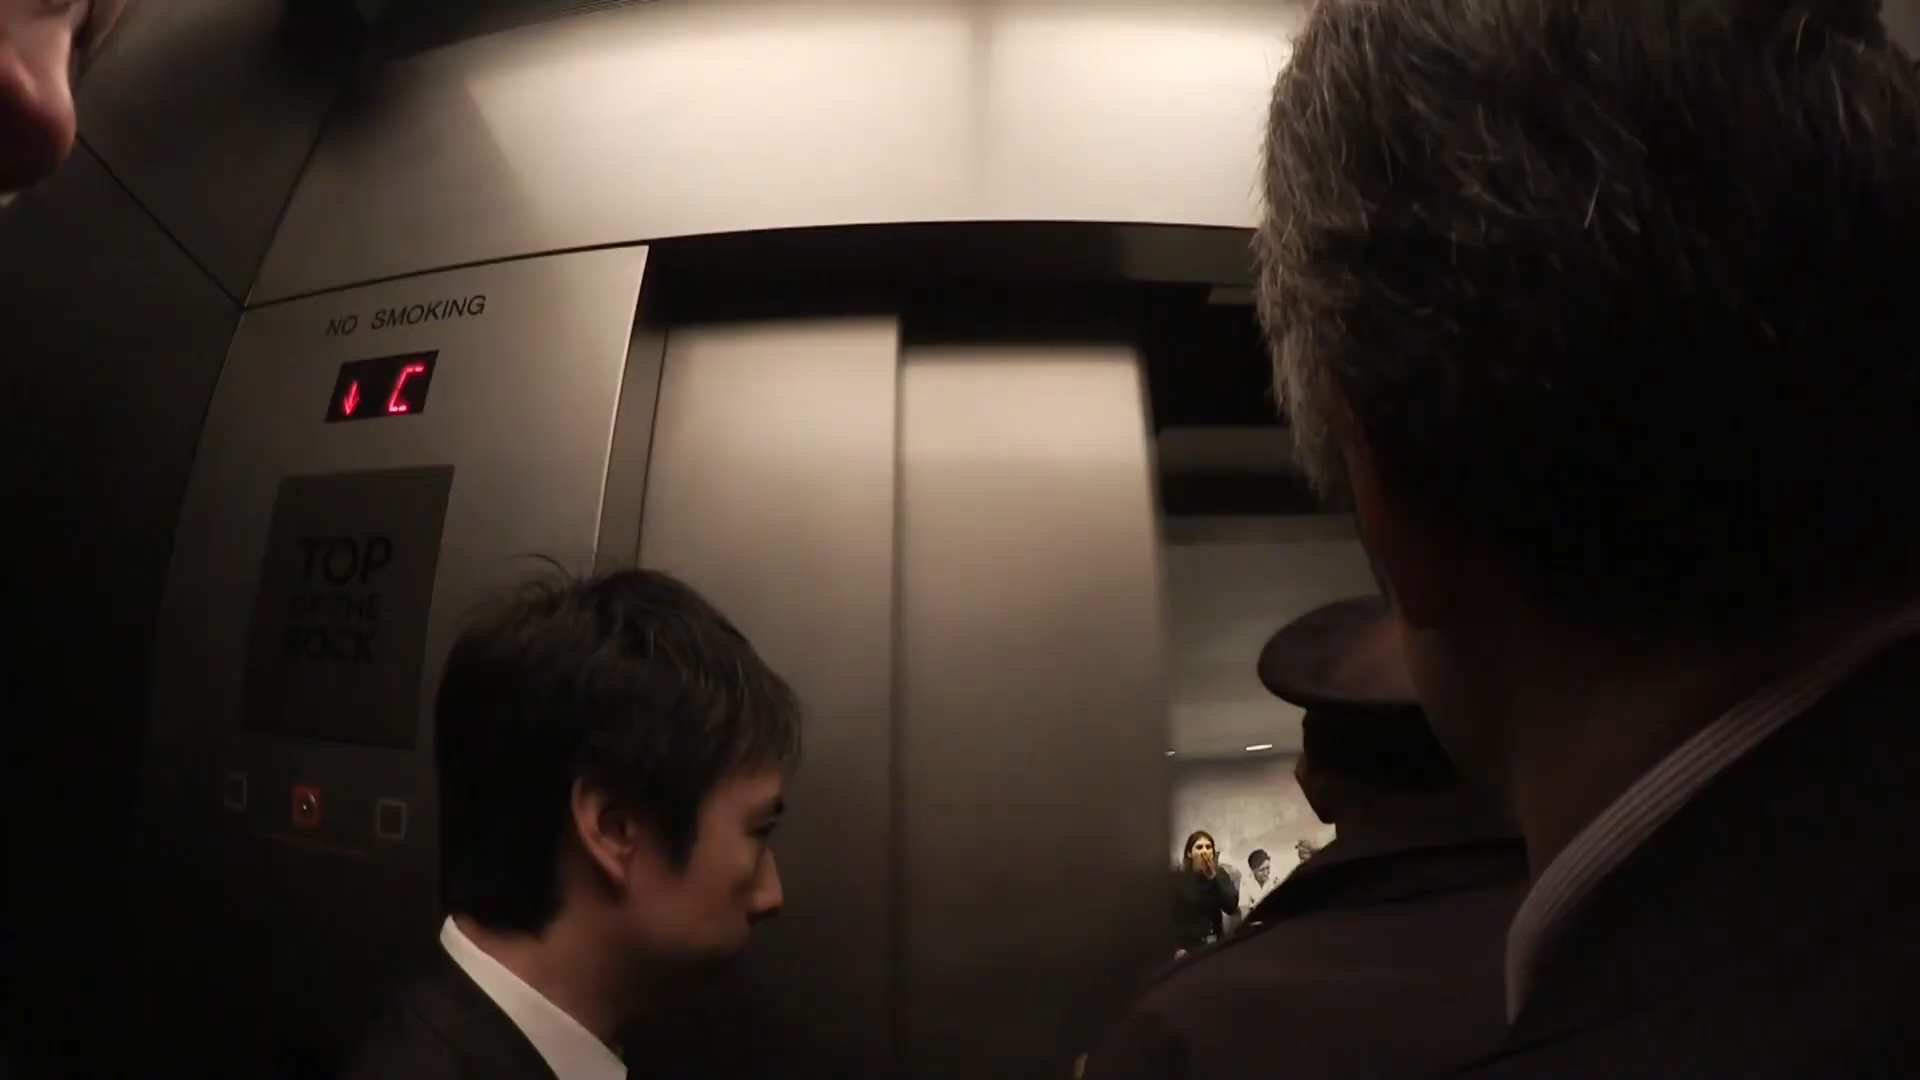 NO SMOKING
↓ C
TOP
OF THE
ROCK